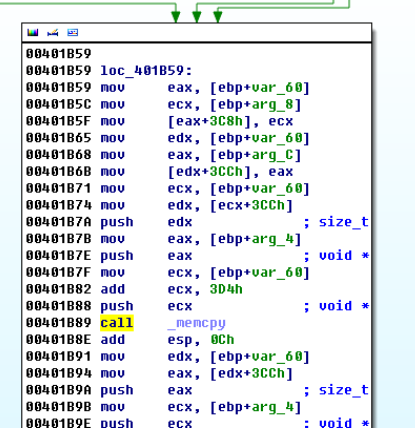 00401B59
00401B59 loc_401B59:
00401B59 mov eax, [ebp+var_60]
00401B5C mov ecx, [ebp+arg_8]
00401B5F mov [eax+3C8h], ecx
00401B65 mov edx, [ebp+var_60]
00401B68 mov eax, [ebp+arg_C]
00401B6B mov [edx+3CCh], eax
00401B71 mov ecx, [ebp+var_60]
00401B74 mov edx, [ecx+3CCh]
00401B7A push edx ; size_t
00401B7B mov eax, [ebp+arg_4]
00401B7E push eax ; void *
00401B7F mov ecx, [ebp+var_60]
00401B82 add ecx, 3D4h
00401B88 push ecx ; void *
00401B89 call _memcpy
00401B8E add esp, 0Ch
00401B91 mov edx, [ebp+var_60]
00401B94 mov eax, [edx+3CCh]
00401B9A push eax ; size_t
00401B9B mov ecx, [ebp+arg_4]
00401B9E push ecx ; void *